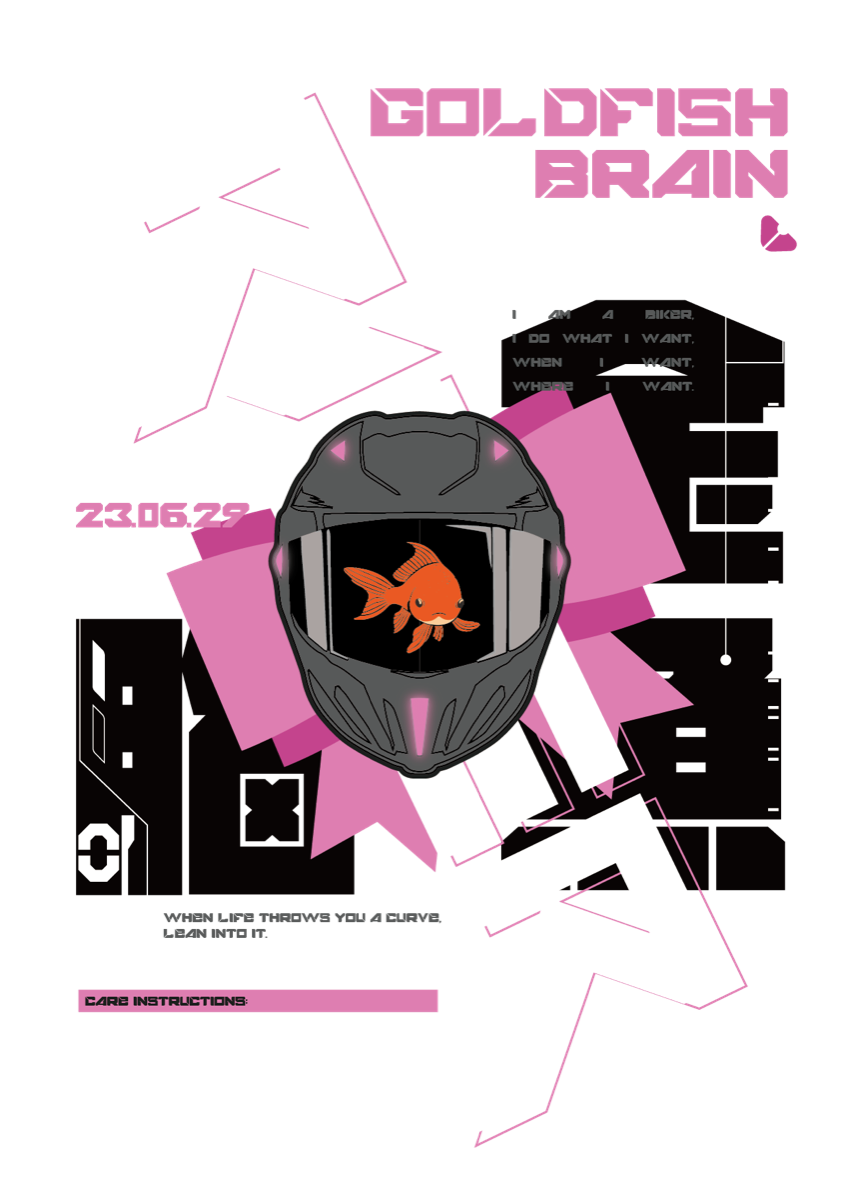 GOLDFISH
BRAIN
I AM A BIKER,
I DO WHAT I WANT,
WHEN I WANT,
WHERE I WANT.
23.06.29
WHEN LIFE THROWS YOU A CURVE,
LEAN INTO IT.
CARE INSTRUCTIONS: